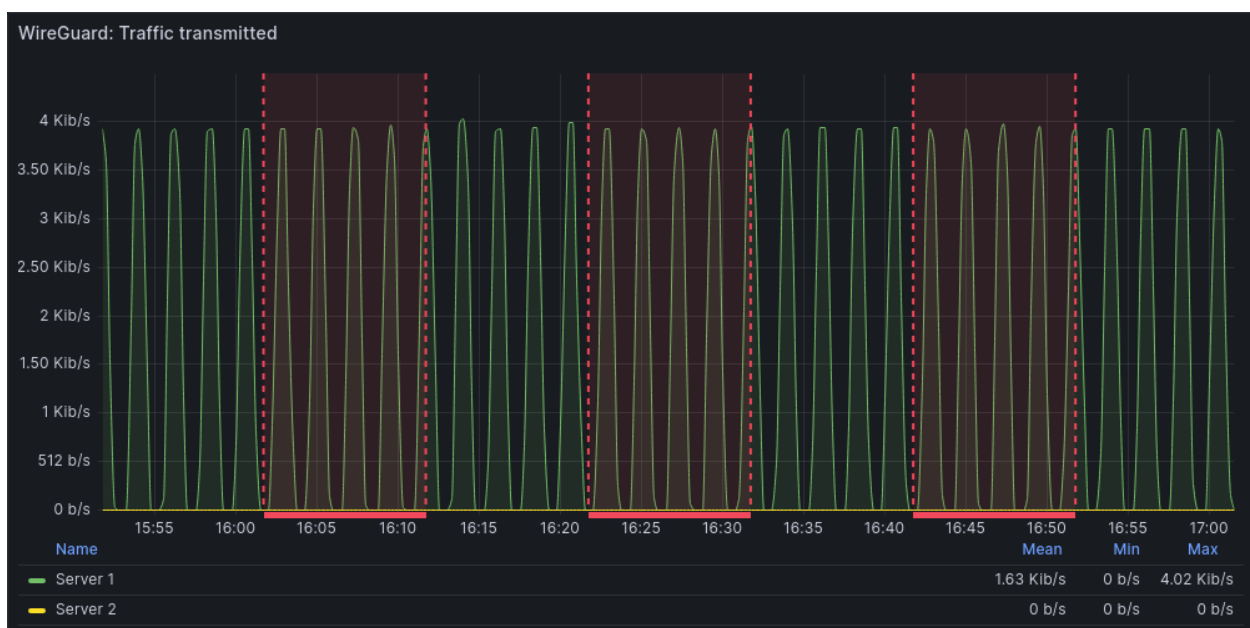 WireGuard: Traffic transmitted
4 Kib/s
3.50 Kib/s
3 Kib/s
2.50 Kib/s
2 Kib/s
1.50 Kib/s
1 Kib/s
512 b/s
0 b/s
15:55 16:00 16:05 16:10 16:15 16:20 16:25 16:30 16:35 16:40 16:45 16:50 16:55 17:00
Name Mean Min Max
Server 1 1.63 Kib/s 0 b/s 4.02 Kib/s
Server 2 0 b/s 0 b/s 0 b/s